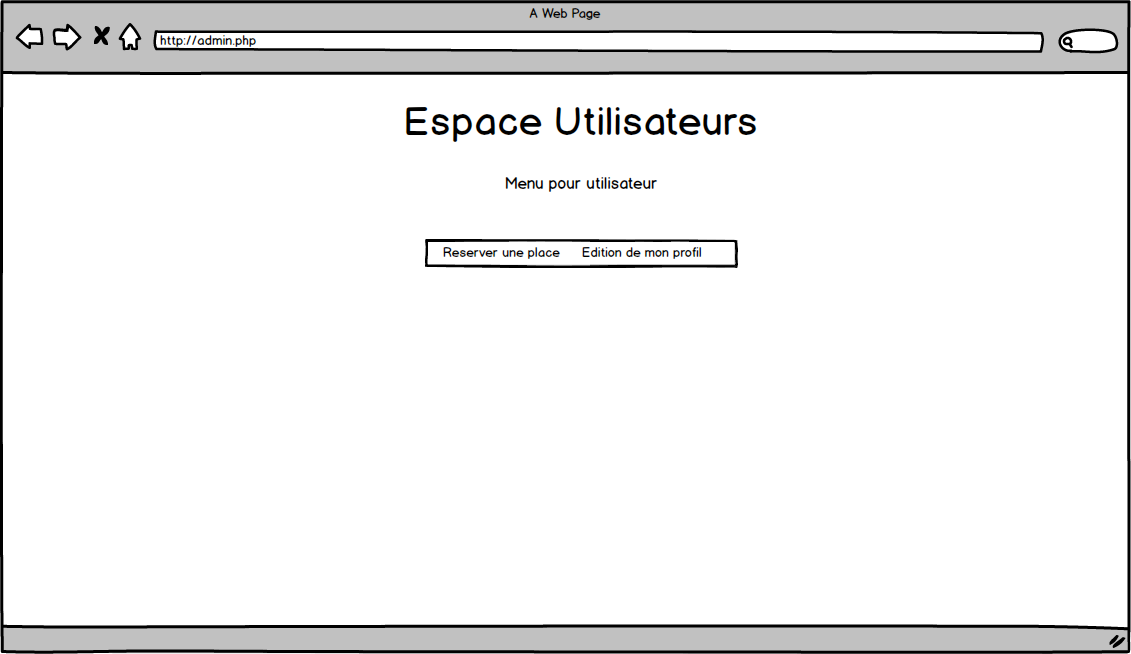 A Web Page
http://admin.php
Espace Utilisateurs
Menu pour utilisateur
Reserver une place Edition de mon profil